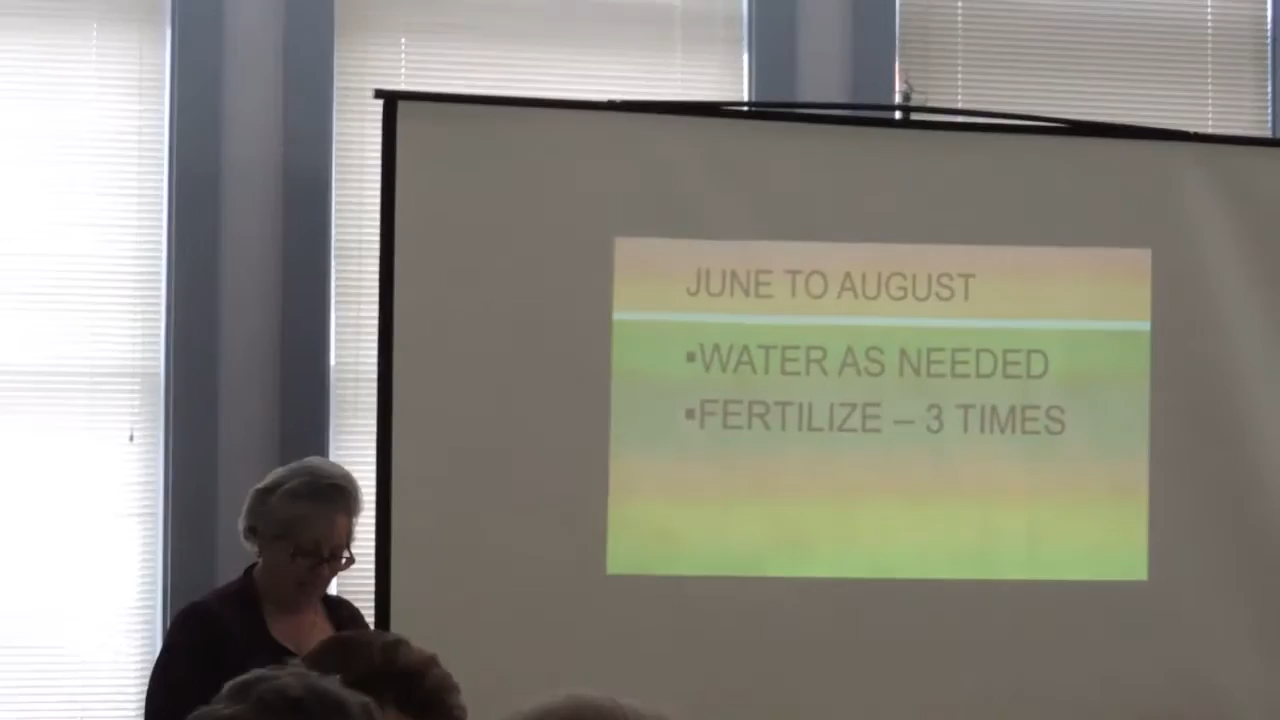 JUNE TO AUGUST
▪WATER AS NEEDED
▪FERTILIZE – 3 TIMES